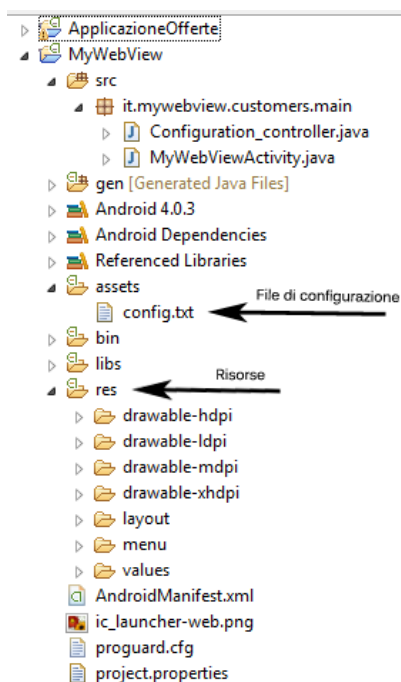 ApplicazioneOfferte
MyWebView
src
it.mywebview.customers.main
Configuration_controller.java
MyWebViewActivity.java
gen [Generated Java Files]
Android 4.0.3
Android Dependencies
Referenced Libraries
assets
File di configurazione
config.txt
bin
libs
Risorse
res
drawable-hdpi
drawable-ldpi
drawable-mdpi
drawable-xhdpi
layout
menu
values
AndroidManifest.xml
ic_launcher-web.png
proguard.cfg
project.properties